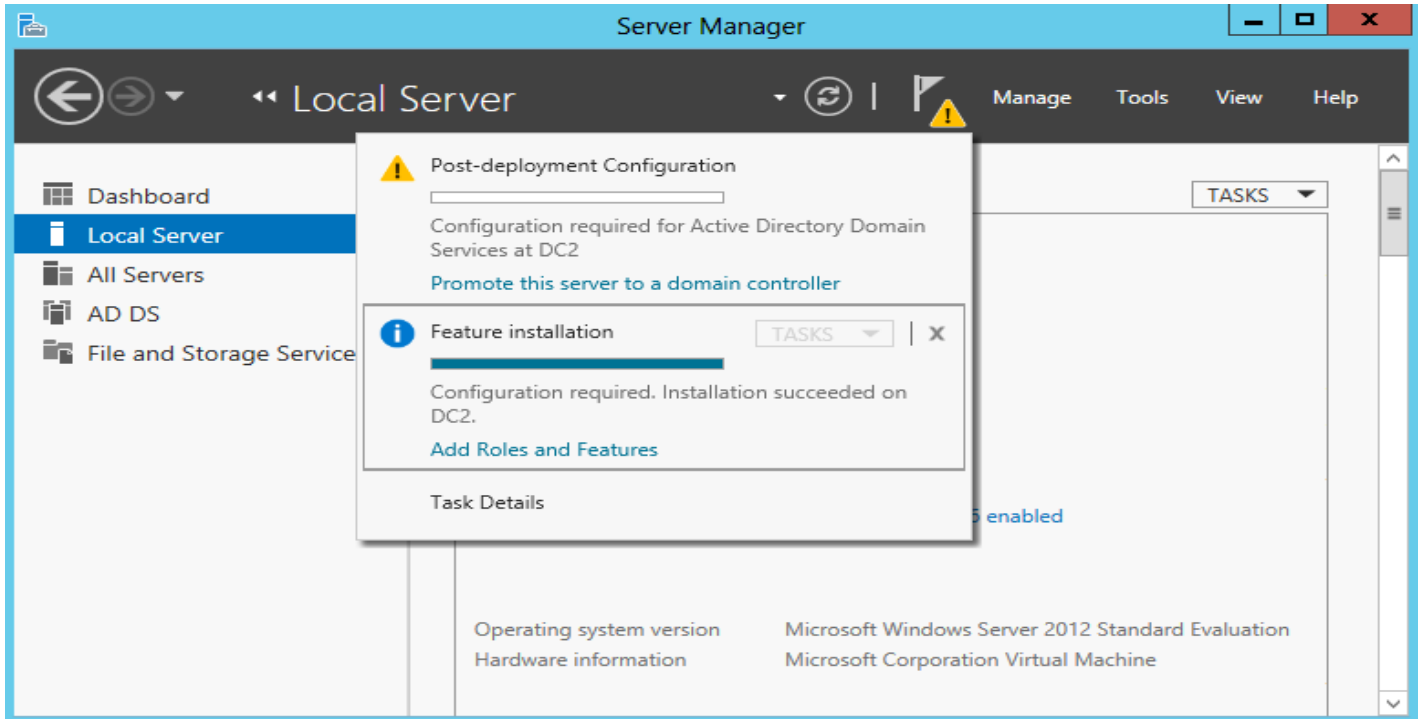 Server Manager
Local Server
Manage Tools View Help
Dashboard
Local Server
All Servers
AD DS
File and Storage Service
Post-deployment Configuration
Configuration required for Active Directory Domain
Services at DC2
Promote this server to a domain controller
Feature installation
TASKS
Configuration required. Installation succeeded on
DC2.
Add Roles and Features
Task Details
TASKS
enabled
Operating system version Microsoft Windows Server 2012 Standard Evaluation
Hardware information Microsoft Corporation Virtual Machine